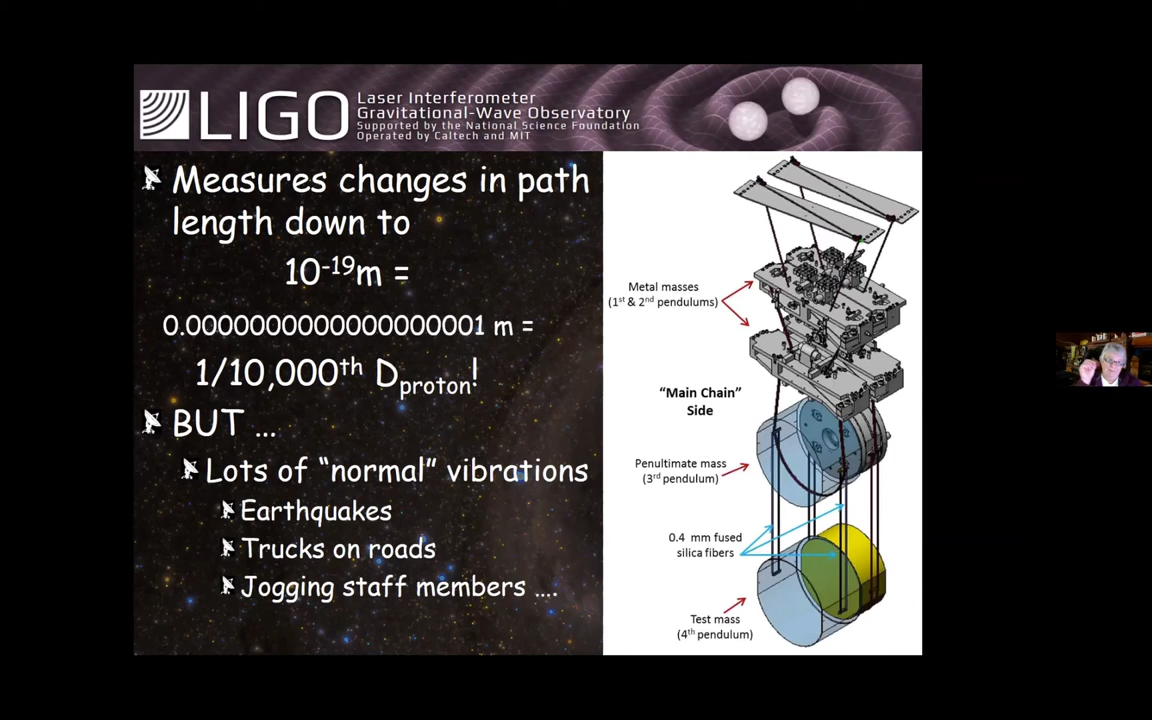 LIGO
Laser Interferometer
Gravitational-Wave Observatory
Supported by the National Science Foundation
Operated by Caltech and MIT
Measures changes in path
length down to
10⁻¹⁹m =
0.0000000000000000001 m =
1/10,000ᵗʰ Dproton!
BUT …
Lots of “normal” vibrations
Earthquakes
Trucks on roads
Jogging staff members ….
Metal masses
(1ˢᵗ & 2ⁿᵈ pendulums)
“Main Chain”
Side
Penultimate mass
(3ʳᵈ pendulum)
0.4 mm fused
silica fibers
Test mass
(4ᵗʰ pendulum)